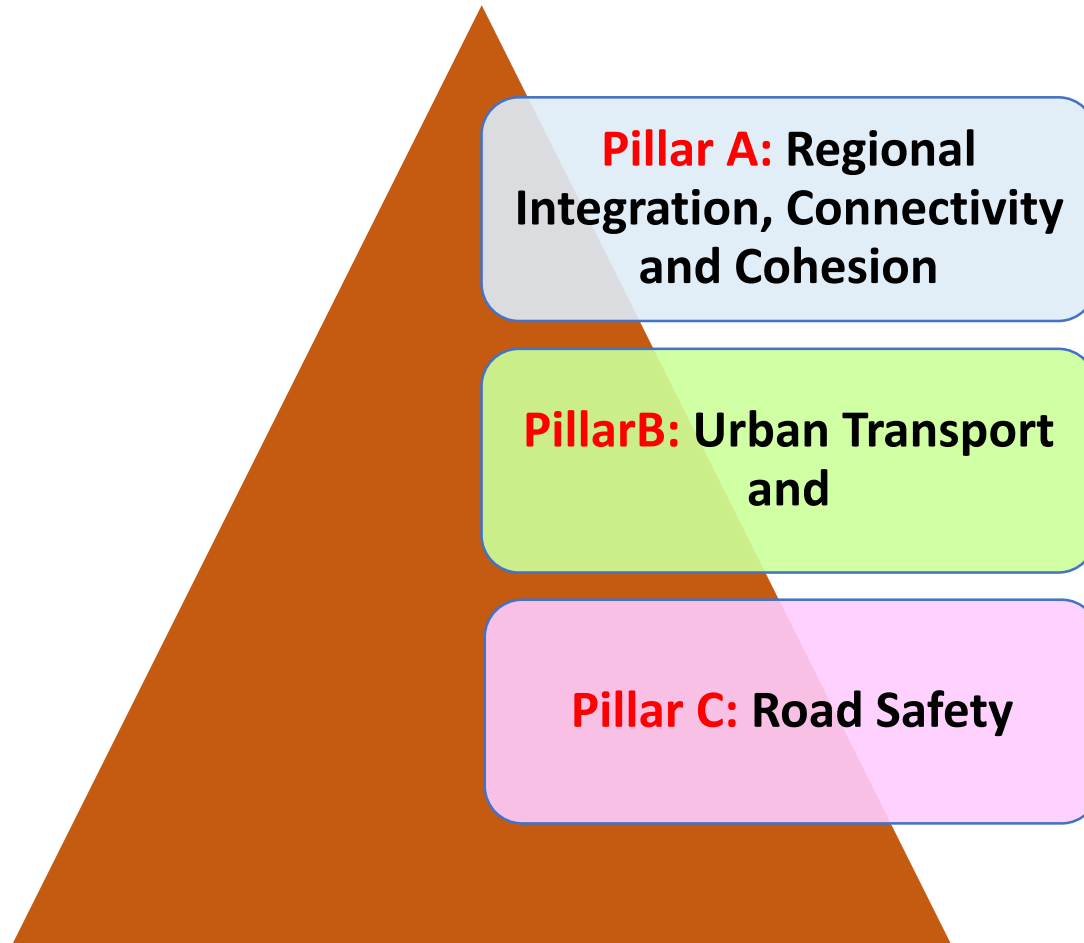 Pillar A: Regional
Integration, Connectivity
and Cohesion
PillarB: Urban Transport
and
Pillar C: Road Safety